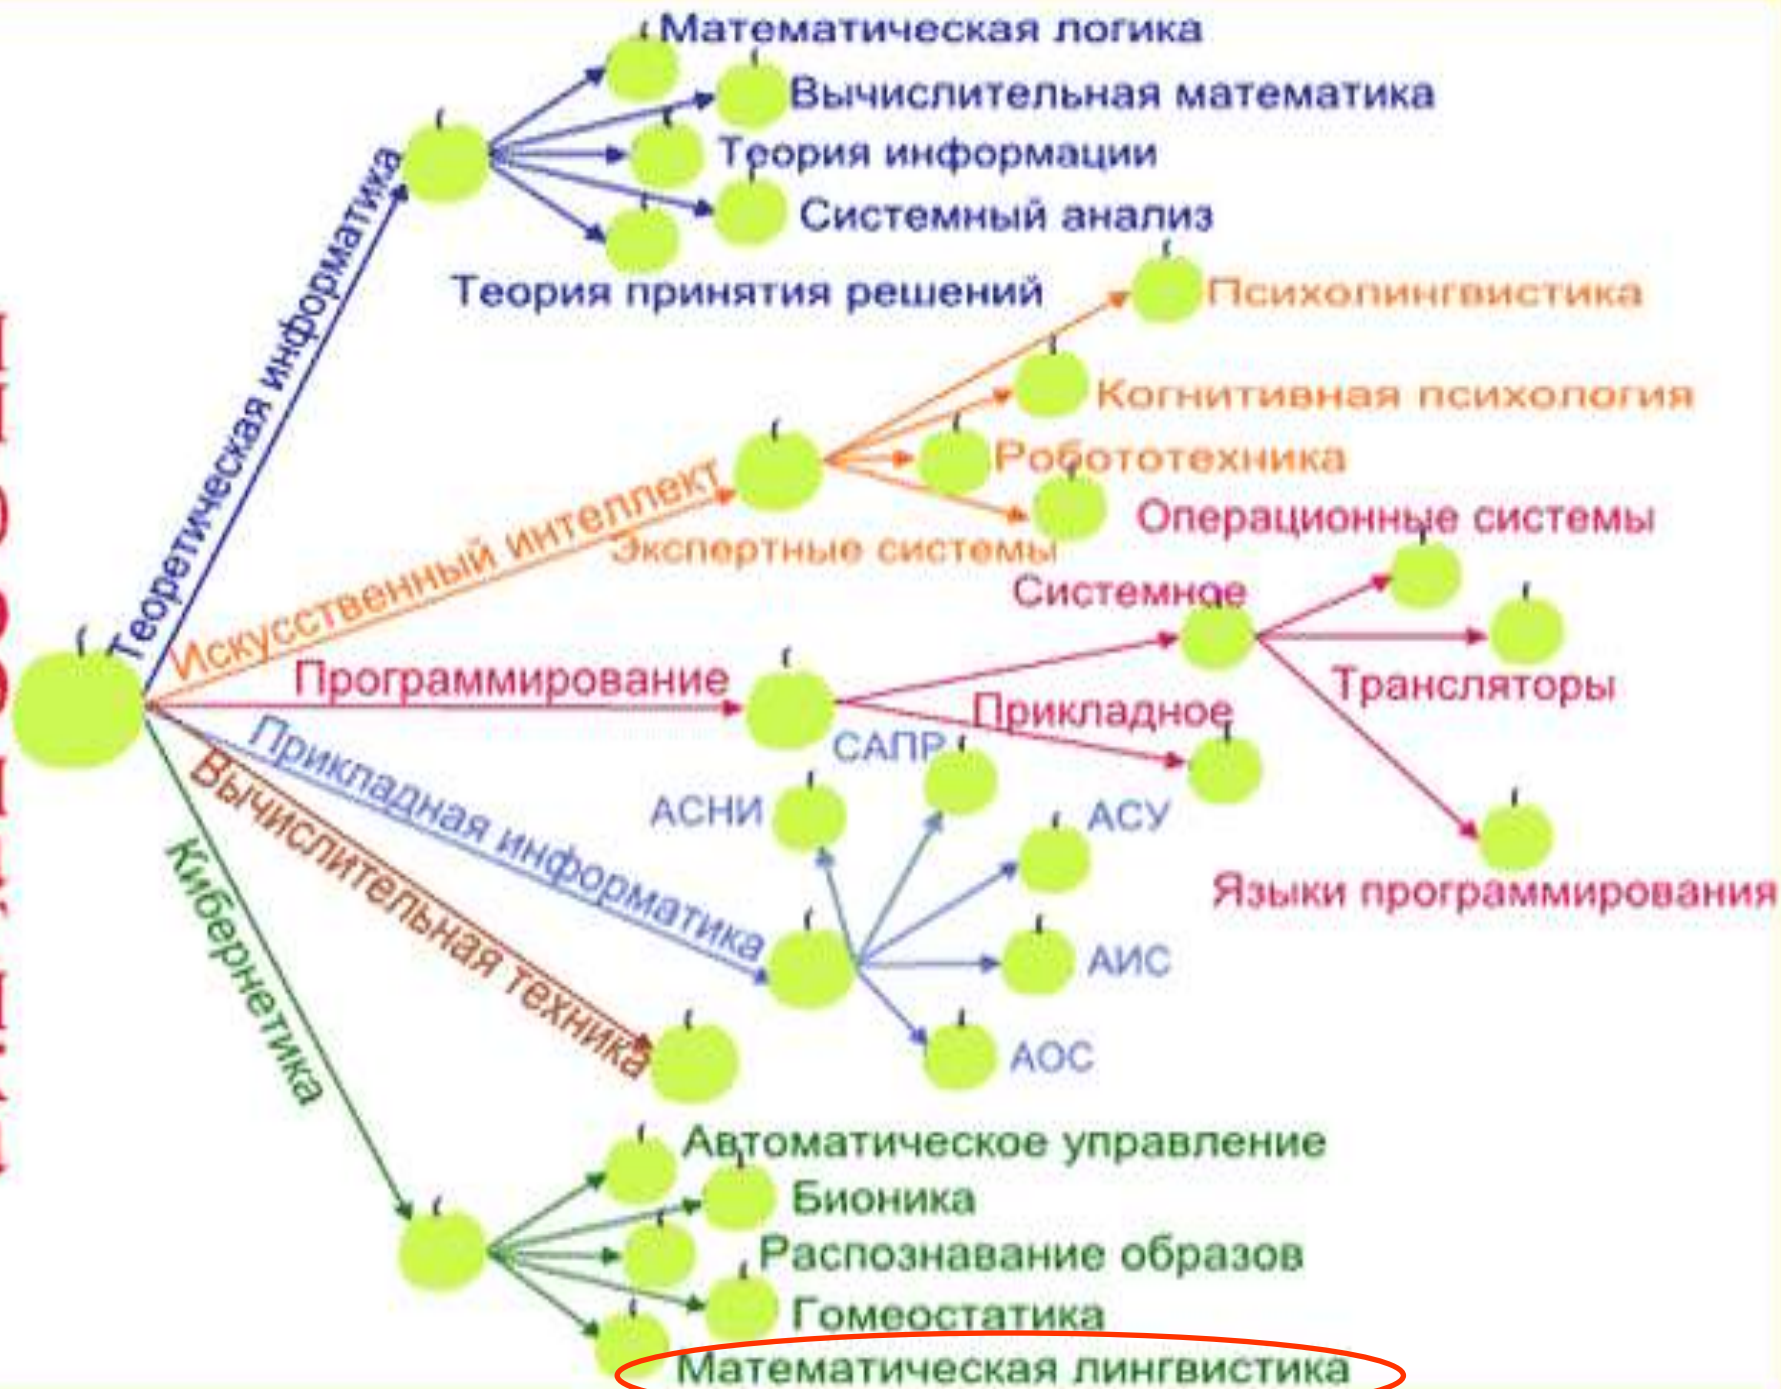 Математическая логика
Вычислительная математика
Теория информации
Системный анализ
Теория принятия решений
Теоретическая информатика
Психолингвистика
Когнитивная психология
Робототехника
Экспертные системы
Искусственный интеллект
Операционные системы
Системное
Трансляторы
Программирование
Прикладное
Языки программирования
САПР
АСНИ
АСУ
Прикладная информатика
АИС
АОС
Вычислительная техника
Кибернетика
Автоматическое управление
Бионика
Распознавание образов
Гомеостатика
Математическая лингвистика